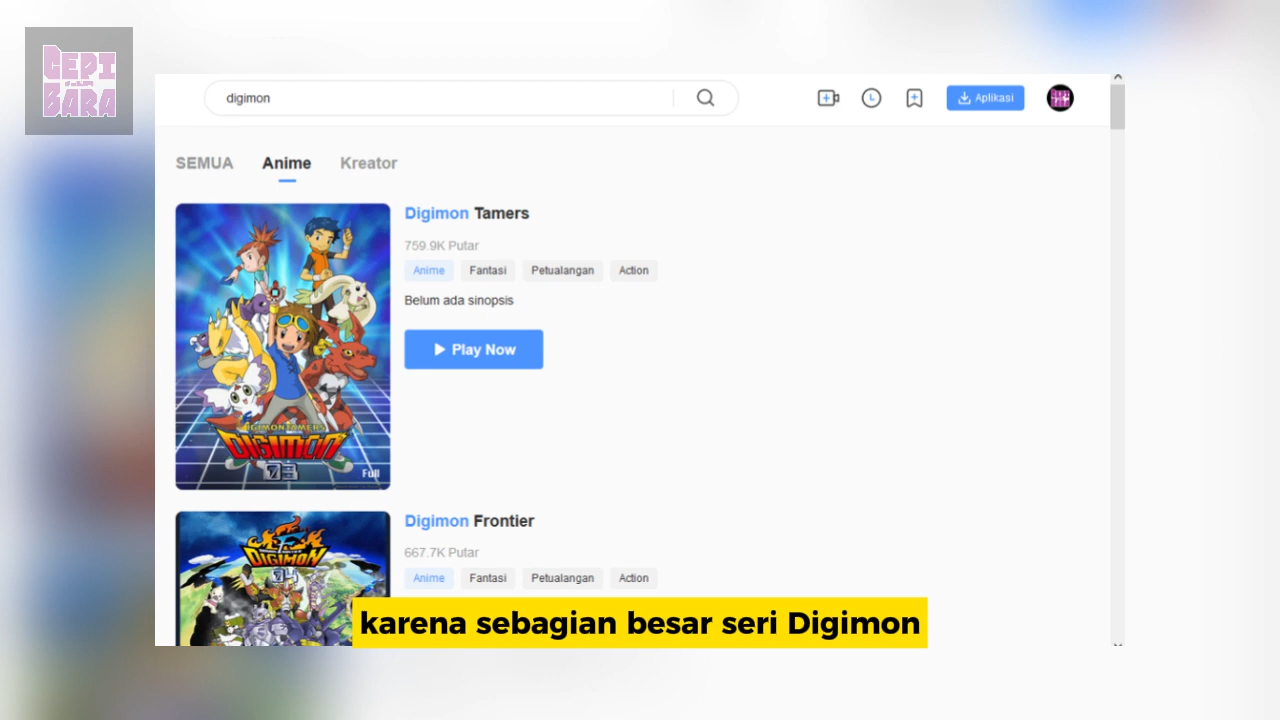 CEPI
BARA
digimon
Aplikasi
SEMUA
Anime
Kreator
Digimon Tamers
759.9K Putar
Anime
Fantasi
Petualangan
Action
Belum ada sinopsis
Play Now
DIGIMON TAMERS
DIGIMON
03
Full
Digimon Frontier
667.7K Putar
Anime
Fantasi
Petualangan
Action
DIGIMON
04
karena sebagian besar seri Digimon